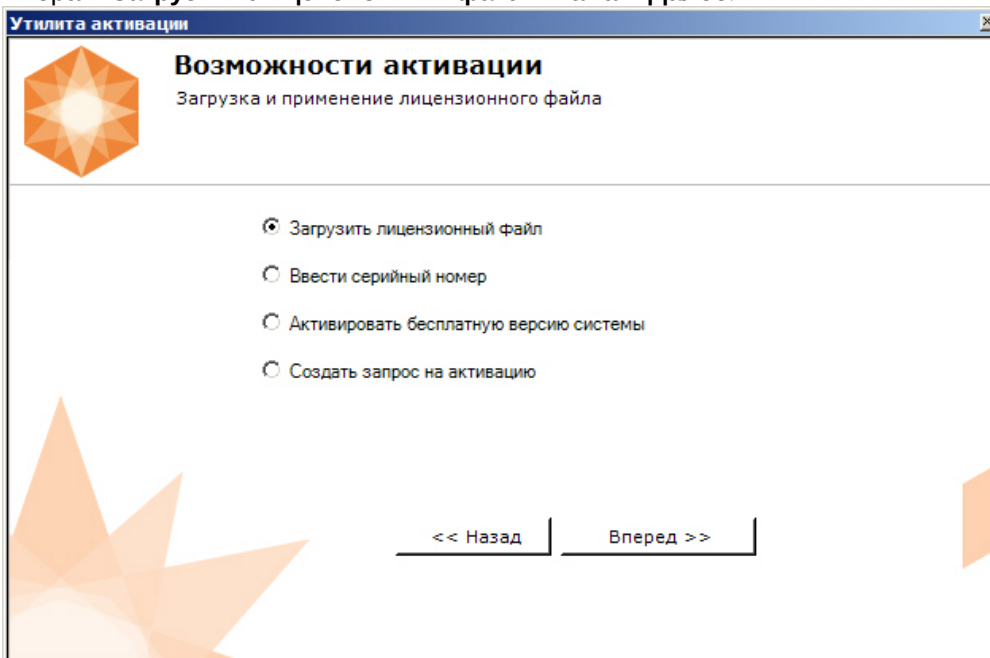 Утилита активации
Возможности активации
Загрузка и применение лицензионного файла
Загрузить лицензионный файл
Ввести серийный номер
Активировать бесплатную версию системы
Создать запрос на активацию
<< Назад
Вперед >>